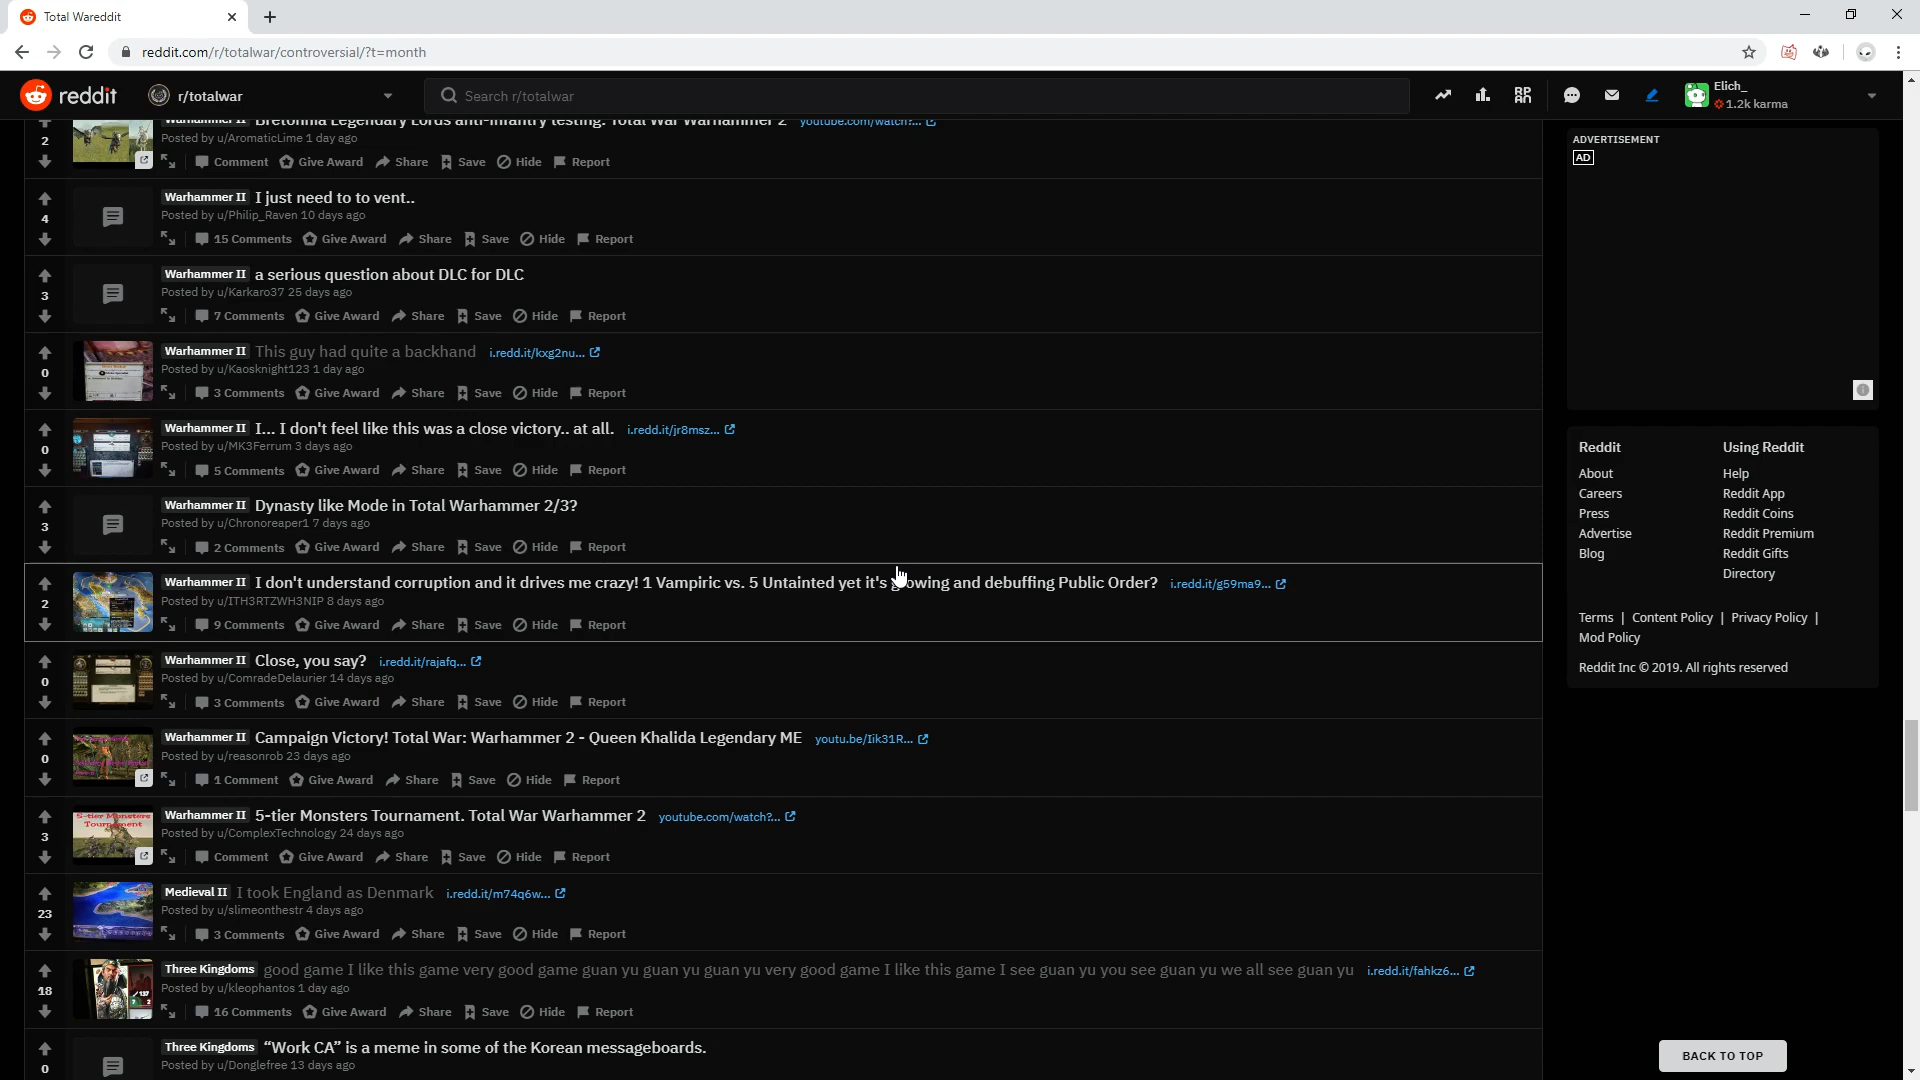 Total Wareddit
reddit.com/r/totalwar/controversial/?t=month
reddit
r/totalwar
Search r/totalwar
Elich_
1.2k karma
Warhammer II Bretonnia Legendary Lords anti-infantry testing. Total War Warhammer 2 youtube.com/watch?...
2
Posted by u/AromaticLime 1 day ago
Comment Give Award Share Save Hide Report
Warhammer II I just need to to vent..
4
Posted by u/Philip_Raven 10 days ago
15 Comments Give Award Share Save Hide Report
Warhammer II a serious question about DLC for DLC
3
Posted by u/Karkaro37 25 days ago
7 Comments Give Award Share Save Hide Report
Warhammer II This guy had quite a backhand i.redd.it/kxg2nu...
0
Posted by u/Kaosknight123 1 day ago
3 Comments Give Award Share Save Hide Report
Warhammer II I... I don't feel like this was a close victory.. at all. i.redd.it/jr8msz...
0
Posted by u/MK3Ferrum 3 days ago
5 Comments Give Award Share Save Hide Report
Warhammer II Dynasty like Mode in Total Warhammer 2/3?
3
Posted by u/Chronoreaper1 7 days ago
2 Comments Give Award Share Save Hide Report
Warhammer II I don't understand corruption and it drives me crazy! 1 Vampiric vs. 5 Untainted yet it's growing and debuffing Public Order? i.redd.it/g59ma9...
2
Posted by u/ITH3RTZWH3NIP 8 days ago
9 Comments Give Award Share Save Hide Report
Warhammer II Close, you say? i.redd.it/rajafq...
0
Posted by u/ComradeDelaurier 14 days ago
3 Comments Give Award Share Save Hide Report
Warhammer II Campaign Victory! Total War: Warhammer 2 - Queen Khalida Legendary ME youtu.be/Iik31R...
0
Posted by u/reasonrob 23 days ago
1 Comment Give Award Share Save Hide Report
Warhammer II 5-tier Monsters Tournament. Total War Warhammer 2 youtube.com/watch?...
3
5-tier Monsters
Tournament
Posted by u/ComplexTechnology 24 days ago
Comment Give Award Share Save Hide Report
Medieval II I took England as Denmark i.redd.it/m74q6w...
23
Posted by u/slimeonthestr 4 days ago
3 Comments Give Award Share Save Hide Report
Three Kingdoms good game I like this game very good game guan yu guan yu guan yu very good game I like this game I see guan yu you see guan yu we all see guan yu i.redd.it/fahkz6...
18
Posted by u/kleophantos 1 day ago
16 Comments Give Award Share Save Hide Report
Three Kingdoms “Work CA” is a meme in some of the Korean messageboards.
0
Posted by u/Donglefree 13 days ago
ADVERTISEMENT
AD
Reddit
About
Careers
Press
Advertise
Blog
Using Reddit
Help
Reddit App
Reddit Coins
Reddit Premium
Reddit Gifts
Directory
Terms | Content Policy | Privacy Policy |
Mod Policy
Reddit Inc © 2019. All rights reserved
BACK TO TOP